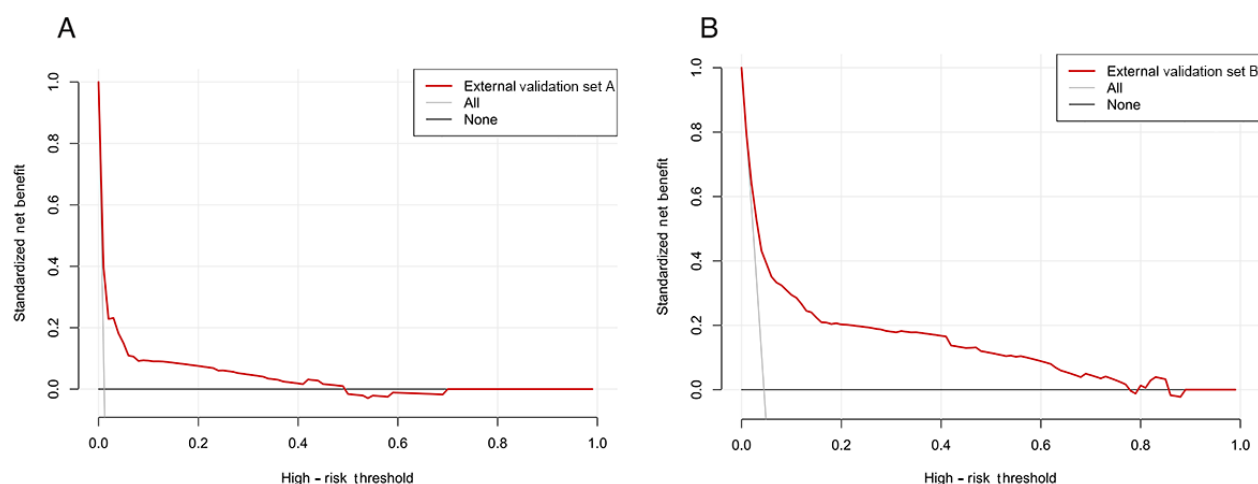 A
External validation set A
All
None
Standardized net benefit
1.0
0.8
0.6
0.4
0.2
0.0
0.0 0.2 0.4 0.6 0.8 1.0
High-risk threshold
B
External validation set B
All
None
Standardized net benefit
1.0
0.8
0.6
0.4
0.2
0.0
0.0 0.2 0.4 0.6 0.8 1.0
High-risk threshold